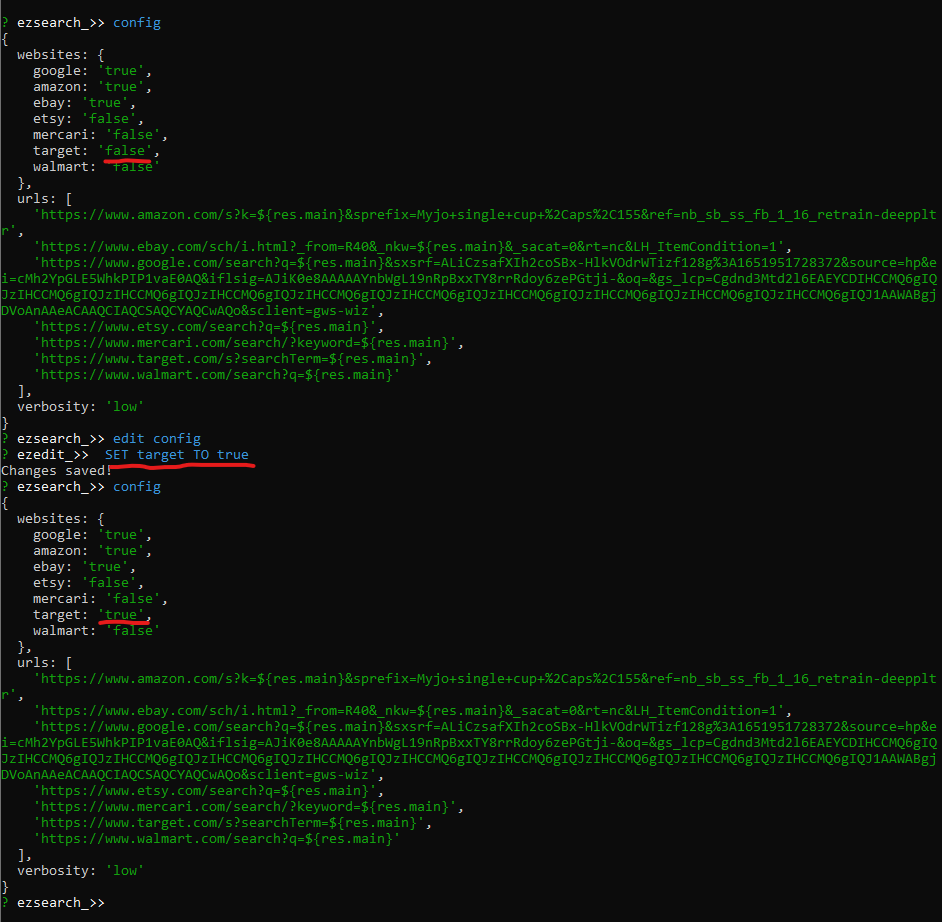 ? ezsearch_>> config
{
  websites: {
    google: 'true',
    amazon: 'true',
    ebay: 'true',
    etsy: 'false',
    mercari: 'false',
    target: 'false',
    walmart: 'false'
  },
  urls: [
    'https://www.amazon.com/s?k=${res.main}&sprefix=Myjo+single+cup+%2Caps%2C155&ref=nb_sb_ss_fb_1_16_retrain-deepplt
r',
    'https://www.ebay.com/sch/i.html?_from=R40&_nkw=${res.main}&_sacat=0&rt=nc&LH_ItemCondition=1',
    'https://www.google.com/search?q=${res.main}&sxsrf=ALiCzsafXIh2coSBx-HlkVOdrWTizf128g%3A1651951728372&source=hp&e
i=cMh2YpGLE5WhkPIP1vaE0AQ&iflsig=AJiK0e8AAAAAYnbWgL19nRpBxxTY8rrRdoy6zePGtji-&oq=&gs_lcp=Cgdnd3Mtd2l6EAEYCDIHCCMQ6gIQ
JzIHCCMQ6gIQJzIHCCMQ6gIQJzIHCCMQ6gIQJzIHCCMQ6gIQJzIHCCMQ6gIQJzIHCCMQ6gIQJzIHCCMQ6gIQJzIHCCMQ6gIQJzIHCCMQ6gIQJ1AAWABgj
DVoAnAAeACAAQCIAQCSAQCYAQCwAQo&sclient=gws-wiz',
    'https://www.etsy.com/search?q=${res.main}',
    'https://www.mercari.com/search/?keyword=${res.main}',
    'https://www.target.com/s?searchTerm=${res.main}',
    'https://www.walmart.com/search?q=${res.main}'
  ],
  verbosity: 'low'
}
? ezsearch_>> edit config
? ezedit_>>  SET target TO true
Changes saved!
? ezsearch_>> config
{
  websites: {
    google: 'true',
    amazon: 'true',
    ebay: 'true',
    etsy: 'false',
    mercari: 'false',
    target: 'true',
    walmart: 'false'
  },
  urls: [
    'https://www.amazon.com/s?k=${res.main}&sprefix=Myjo+single+cup+%2Caps%2C155&ref=nb_sb_ss_fb_1_16_retrain-deepplt
r',
    'https://www.ebay.com/sch/i.html?_from=R40&_nkw=${res.main}&_sacat=0&rt=nc&LH_ItemCondition=1',
    'https://www.google.com/search?q=${res.main}&sxsrf=ALiCzsafXIh2coSBx-HlkVOdrWTizf128g%3A1651951728372&source=hp&e
i=cMh2YpGLE5WhkPIP1vaE0AQ&iflsig=AJiK0e8AAAAAYnbWgL19nRpBxxTY8rrRdoy6zePGtji-&oq=&gs_lcp=Cgdnd3Mtd2l6EAEYCDIHCCMQ6gIQ
JzIHCCMQ6gIQJzIHCCMQ6gIQJzIHCCMQ6gIQJzIHCCMQ6gIQJzIHCCMQ6gIQJzIHCCMQ6gIQJzIHCCMQ6gIQJzIHCCMQ6gIQJzIHCCMQ6gIQJ1AAWABgj
DVoAnAAeACAAQCIAQCSAQCYAQCwAQo&sclient=gws-wiz',
    'https://www.etsy.com/search?q=${res.main}',
    'https://www.mercari.com/search/?keyword=${res.main}',
    'https://www.target.com/s?searchTerm=${res.main}',
    'https://www.walmart.com/search?q=${res.main}'
  ],
  verbosity: 'low'
}
? ezsearch_>>